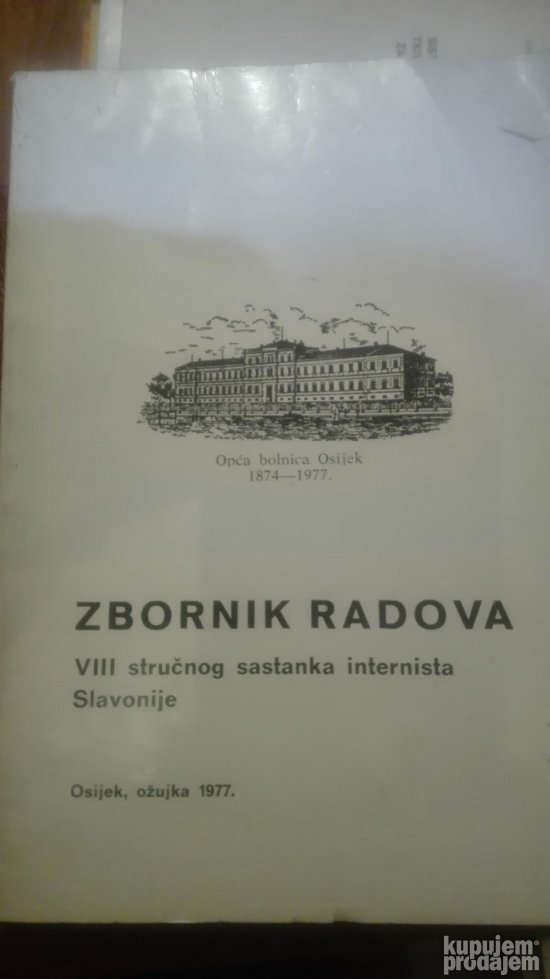 Opća bolnica Osijek
1874—1977.
ZBORNIK RADOVA
VIII stručnog sastanka internista
Slavonije
Osijek, ožujka 1977.
kupujem
prodajem